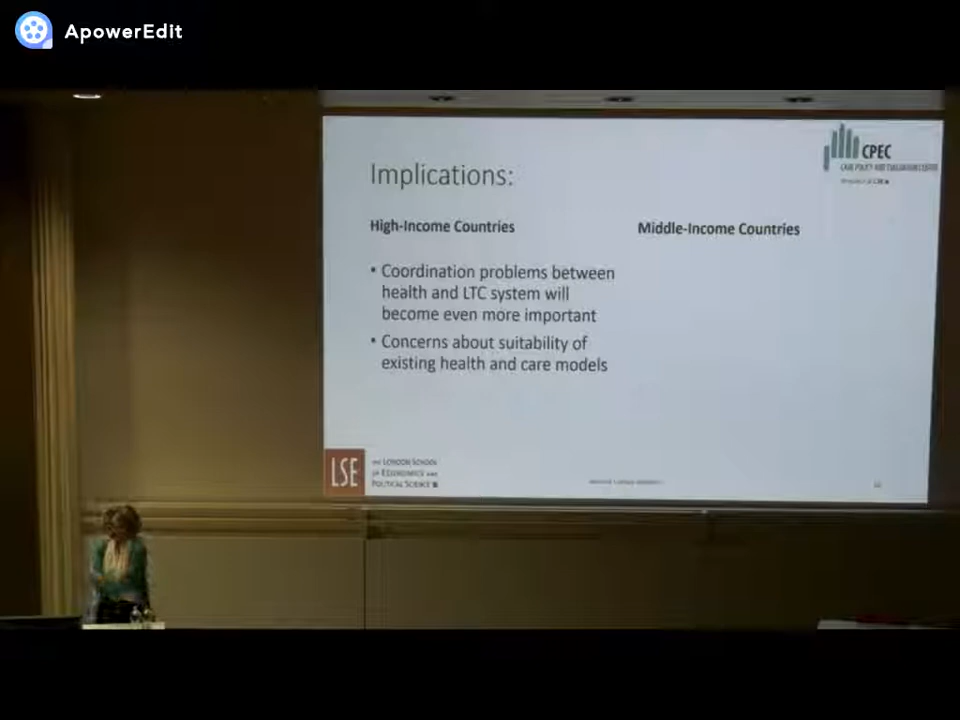 ApowerEdit
CPEC
CARE POLICY AND EVALUATION CENTRE
Implications:
High-Income Countries
Middle-Income Countries
• Coordination problems between
health and LTC system will
become even more important
• Concerns about suitability of
existing health and care models
LSE
THE LONDON SCHOOL
OF ECONOMICS AND
POLITICAL SCIENCE